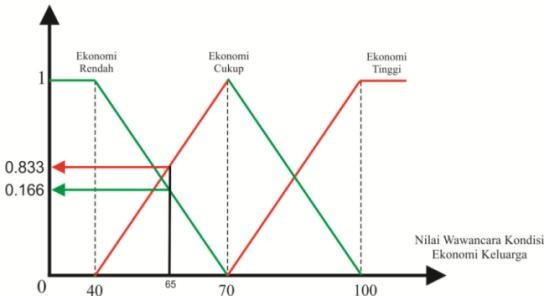 Ekonomi
Rendah
Ekonomi
Cukup
Ekonomi
Tinggi
1
0.833
0.166
Nilai Wawancara Kondisi
Ekonomi Keluarga
0
40
65
70
100